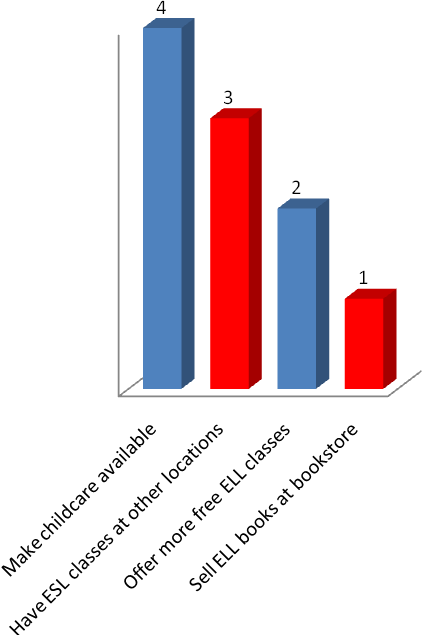 4
3
2
1
Make childcare available
Have ESL classes at other locations
Offer more free ELL classes
Sell ELL books at bookstore